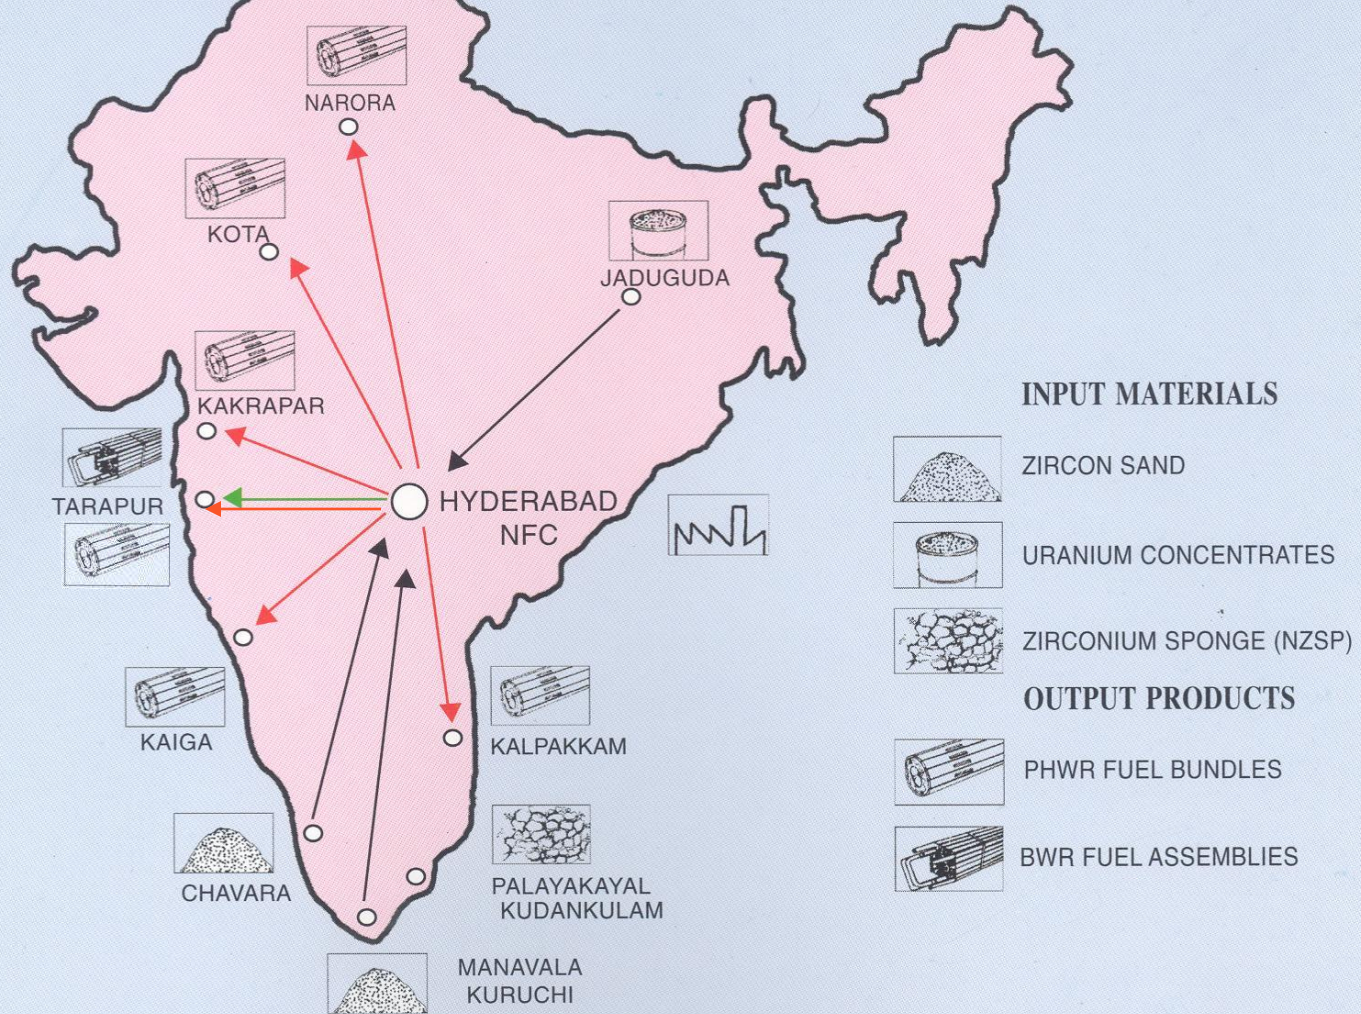 NARORA
KOTA
JADUGUDA
KAKRAPAR
TARAPUR
HYDERABAD
NFC
KAIGA
KALPAKKAM
CHAVARA
PALAYAKAYAL
KUDANKULAM
MANAVALA
KURUCHI
INPUT MATERIALS
ZIRCON SAND
URANIUM CONCENTRATES
ZIRCONIUM SPONGE (NZSP)
OUTPUT PRODUCTS
PHWR FUEL BUNDLES
BWR FUEL ASSEMBLIES